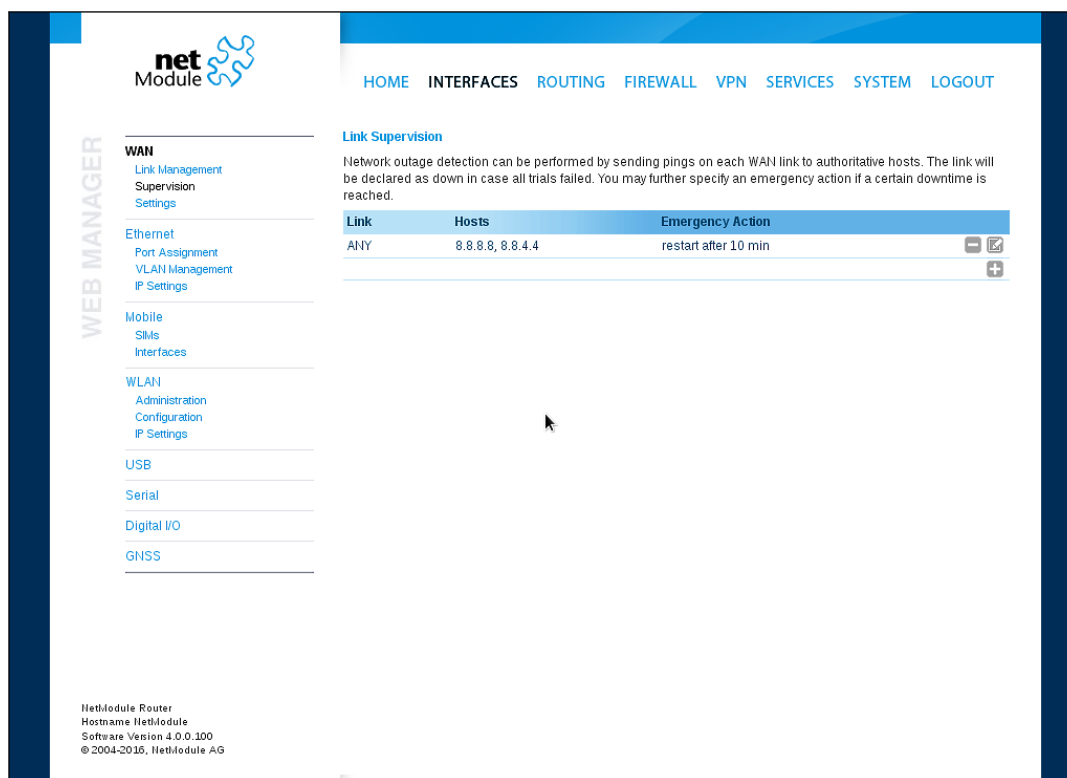 net
Module
HOME INTERFACES ROUTING FIREWALL VPN SERVICES SYSTEM LOGOUT
WEB MANAGER
WAN
Link Management
Supervision
Settings
Ethernet
Port Assignment
VLAN Management
IP Settings
Mobile
SIMs
Interfaces
WLAN
Administration
Configuration
IP Settings
USB
Serial
Digital I/O
GNSS
Link Supervision
Network outage detection can be performed by sending pings on each WAN link to authoritative hosts. The link will
be declared as down in case all trials failed. You may further specify an emergency action if a certain downtime is
reached.
Link Hosts Emergency Action
ANY 8.8.8.8, 8.8.4.4 restart after 10 min
NetModule Router
Hostname NetModule
Software Version 4.0.0.100
© 2004-2016, NetModule AG